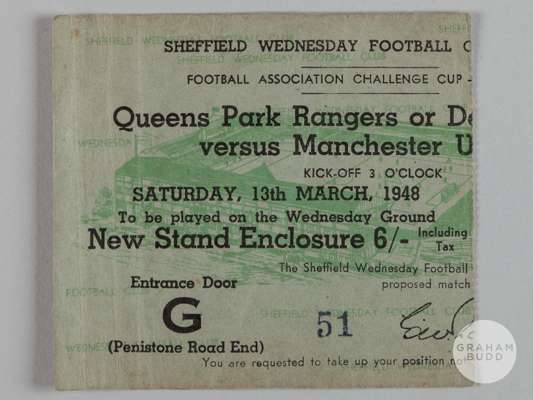 SHEFFIELD WEDNESDAY FOOTBALL C
FOOTBALL ASSOCIATION CHALLENGE CUP -
Queens Park Rangers or De
versus Manchester U
KICK-OFF 3 O'CLOCK
SATURDAY, 13th MARCH, 1948
To be played on the Wednesday Ground
New Stand Enclosure 6/- Including Tax
The Sheffield Wednesday Football
proposed match
Entrance Door
G
51
(Penistone Road End)
You are requested to take up your position not
GRAHAM
BUDD